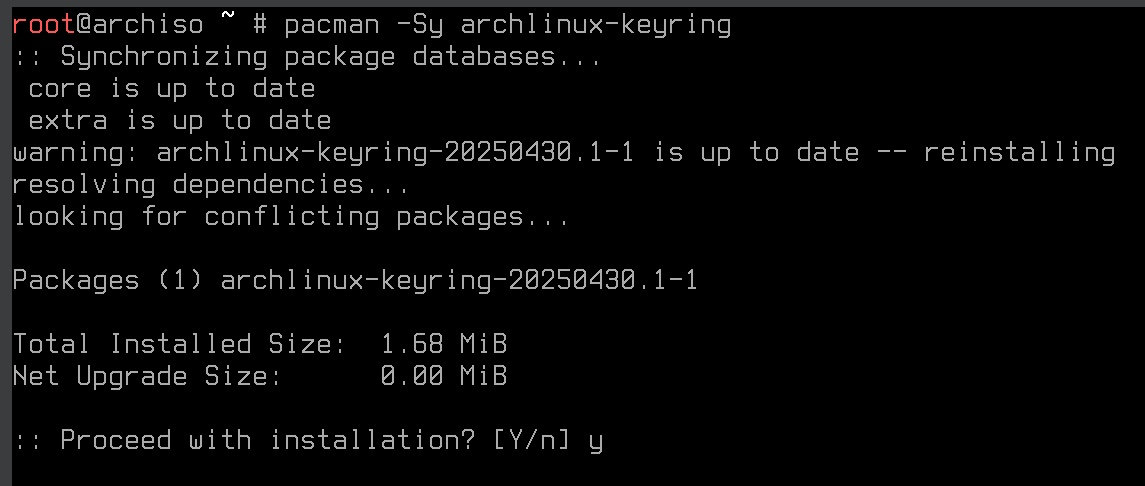 root@archiso ~ # pacman -Sy archlinux-keyring
:: Synchronizing package databases...
 core is up to date
 extra is up to date
warning: archlinux-keyring-20250430.1-1 is up to date -- reinstalling
resolving dependencies...
looking for conflicting packages...

Packages (1) archlinux-keyring-20250430.1-1

Total Installed Size:  1.68 MiB
Net Upgrade Size:      0.00 MiB

:: Proceed with installation? [Y/n] y